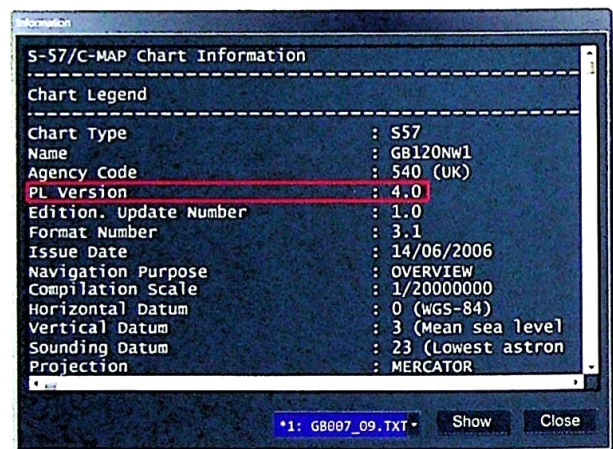 Information
S-57/C-MAP Chart Information
Chart Legend
Chart Type : S57
Name : GB120NW1
Agency Code : 540 (UK)
PL Version : 4.0
Edition. Update Number : 1.0
Format Number : 3.1
Issue Date : 14/06/2006
Navigation Purpose : OVERVIEW
Compilation Scale : 1/20000000
Horizontal Datum : 0 (WGS-84)
Vertical Datum : 3 (Mean sea level
Sounding Datum : 23 (Lowest astron
Projection : MERCATOR
*1: GB007_09.TXT Show Close